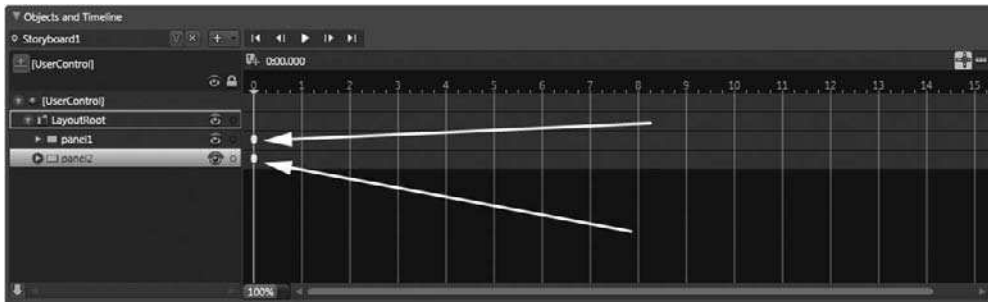 Objects and Timeline
Storyboard1
[UserControl] 0:00.000
0 1 2 3 4 5 6 7 8 9 10 11 12 13 14 15
[UserControl]
LayoutRoot
panel1
panel2
100%